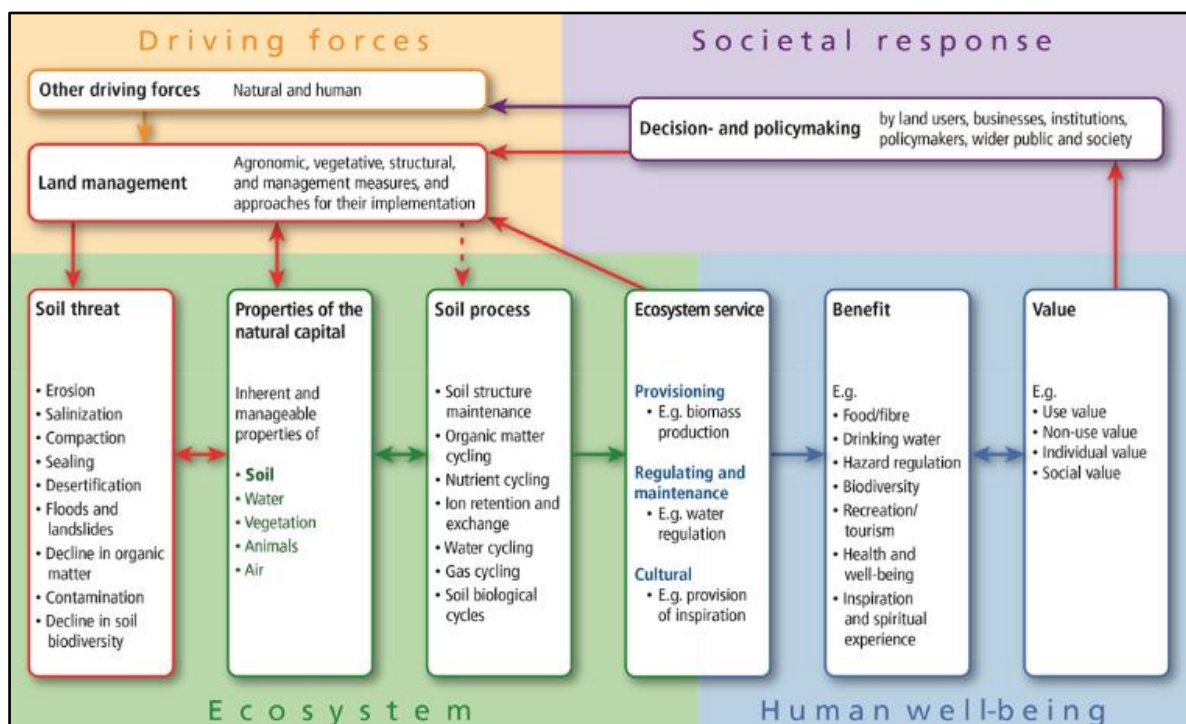 Driving forces
Societal response
Other driving forces Natural and human
Decision- and policymaking
by land users, businesses, institutions,
policymakers, wider public and society
Land management
Agronomic, vegetative, structural,
and management measures, and
approaches for their implementation
Soil threat
• Erosion
• Salinization
• Compaction
• Sealing
• Desertification
• Floods and
landslides
• Decline in organic
matter
• Contamination
• Decline in soil
biodiversity
Properties of the
natural capital
Inherent and
manageable
properties of
• Soil
• Water
• Vegetation
• Animals
• Air
Soil process
• Soil structure
maintenance
• Organic matter
cycling
• Nutrient cycling
• Ion retention and
exchange
• Water cycling
• Gas cycling
• Soil biological
cycles
Ecosystem service
Provisioning
• E.g. biomass
production
Regulating and
maintenance
• E.g. water
regulation
Cultural
• E.g. provision
of inspiration
Benefit
E.g.
• Food/fibre
• Drinking water
• Hazard regulation
• Biodiversity
• Recreation/
tourism
• Health and
well-being
• Inspiration
and spiritual
experience
Value
E.g.
• Use value
• Non-use value
• Individual value
• Social value
Ecosystem
Human well-being